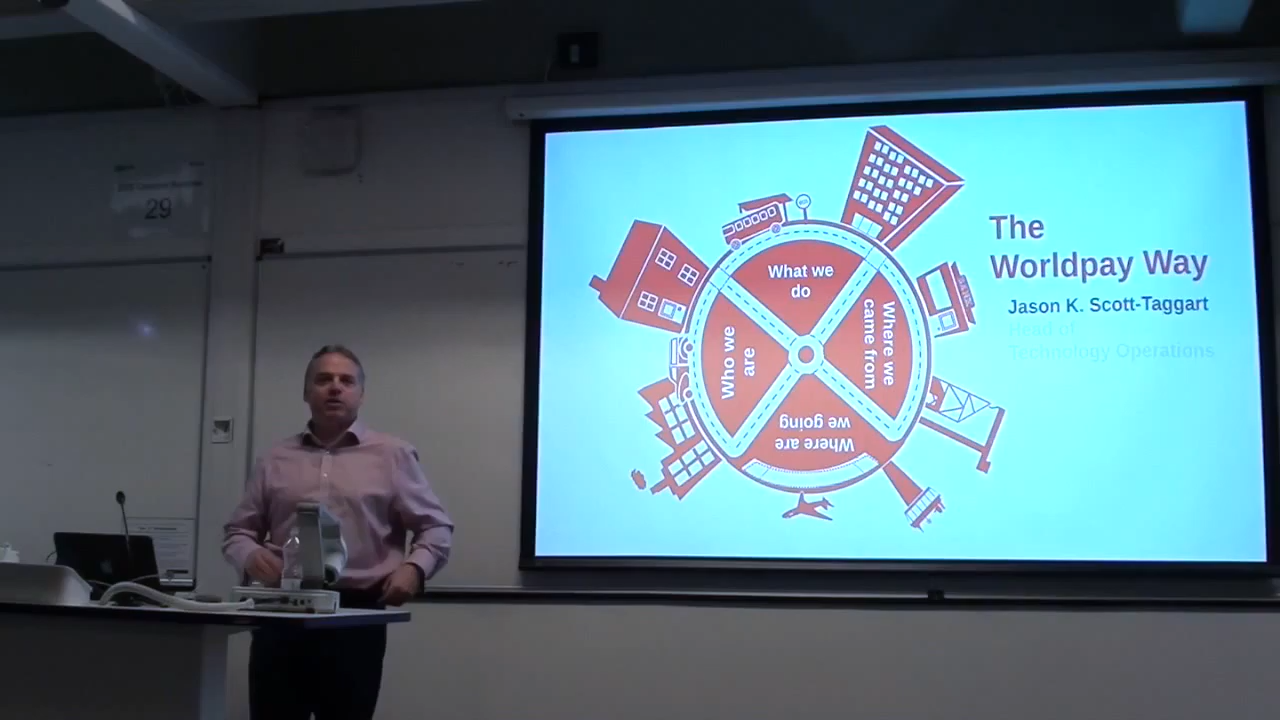 29
What we
do
Where we
came from
Who we
are
Where are
we going
The
Worldpay Way
Jason K. Scott-Taggart
Head of
Technology Operations